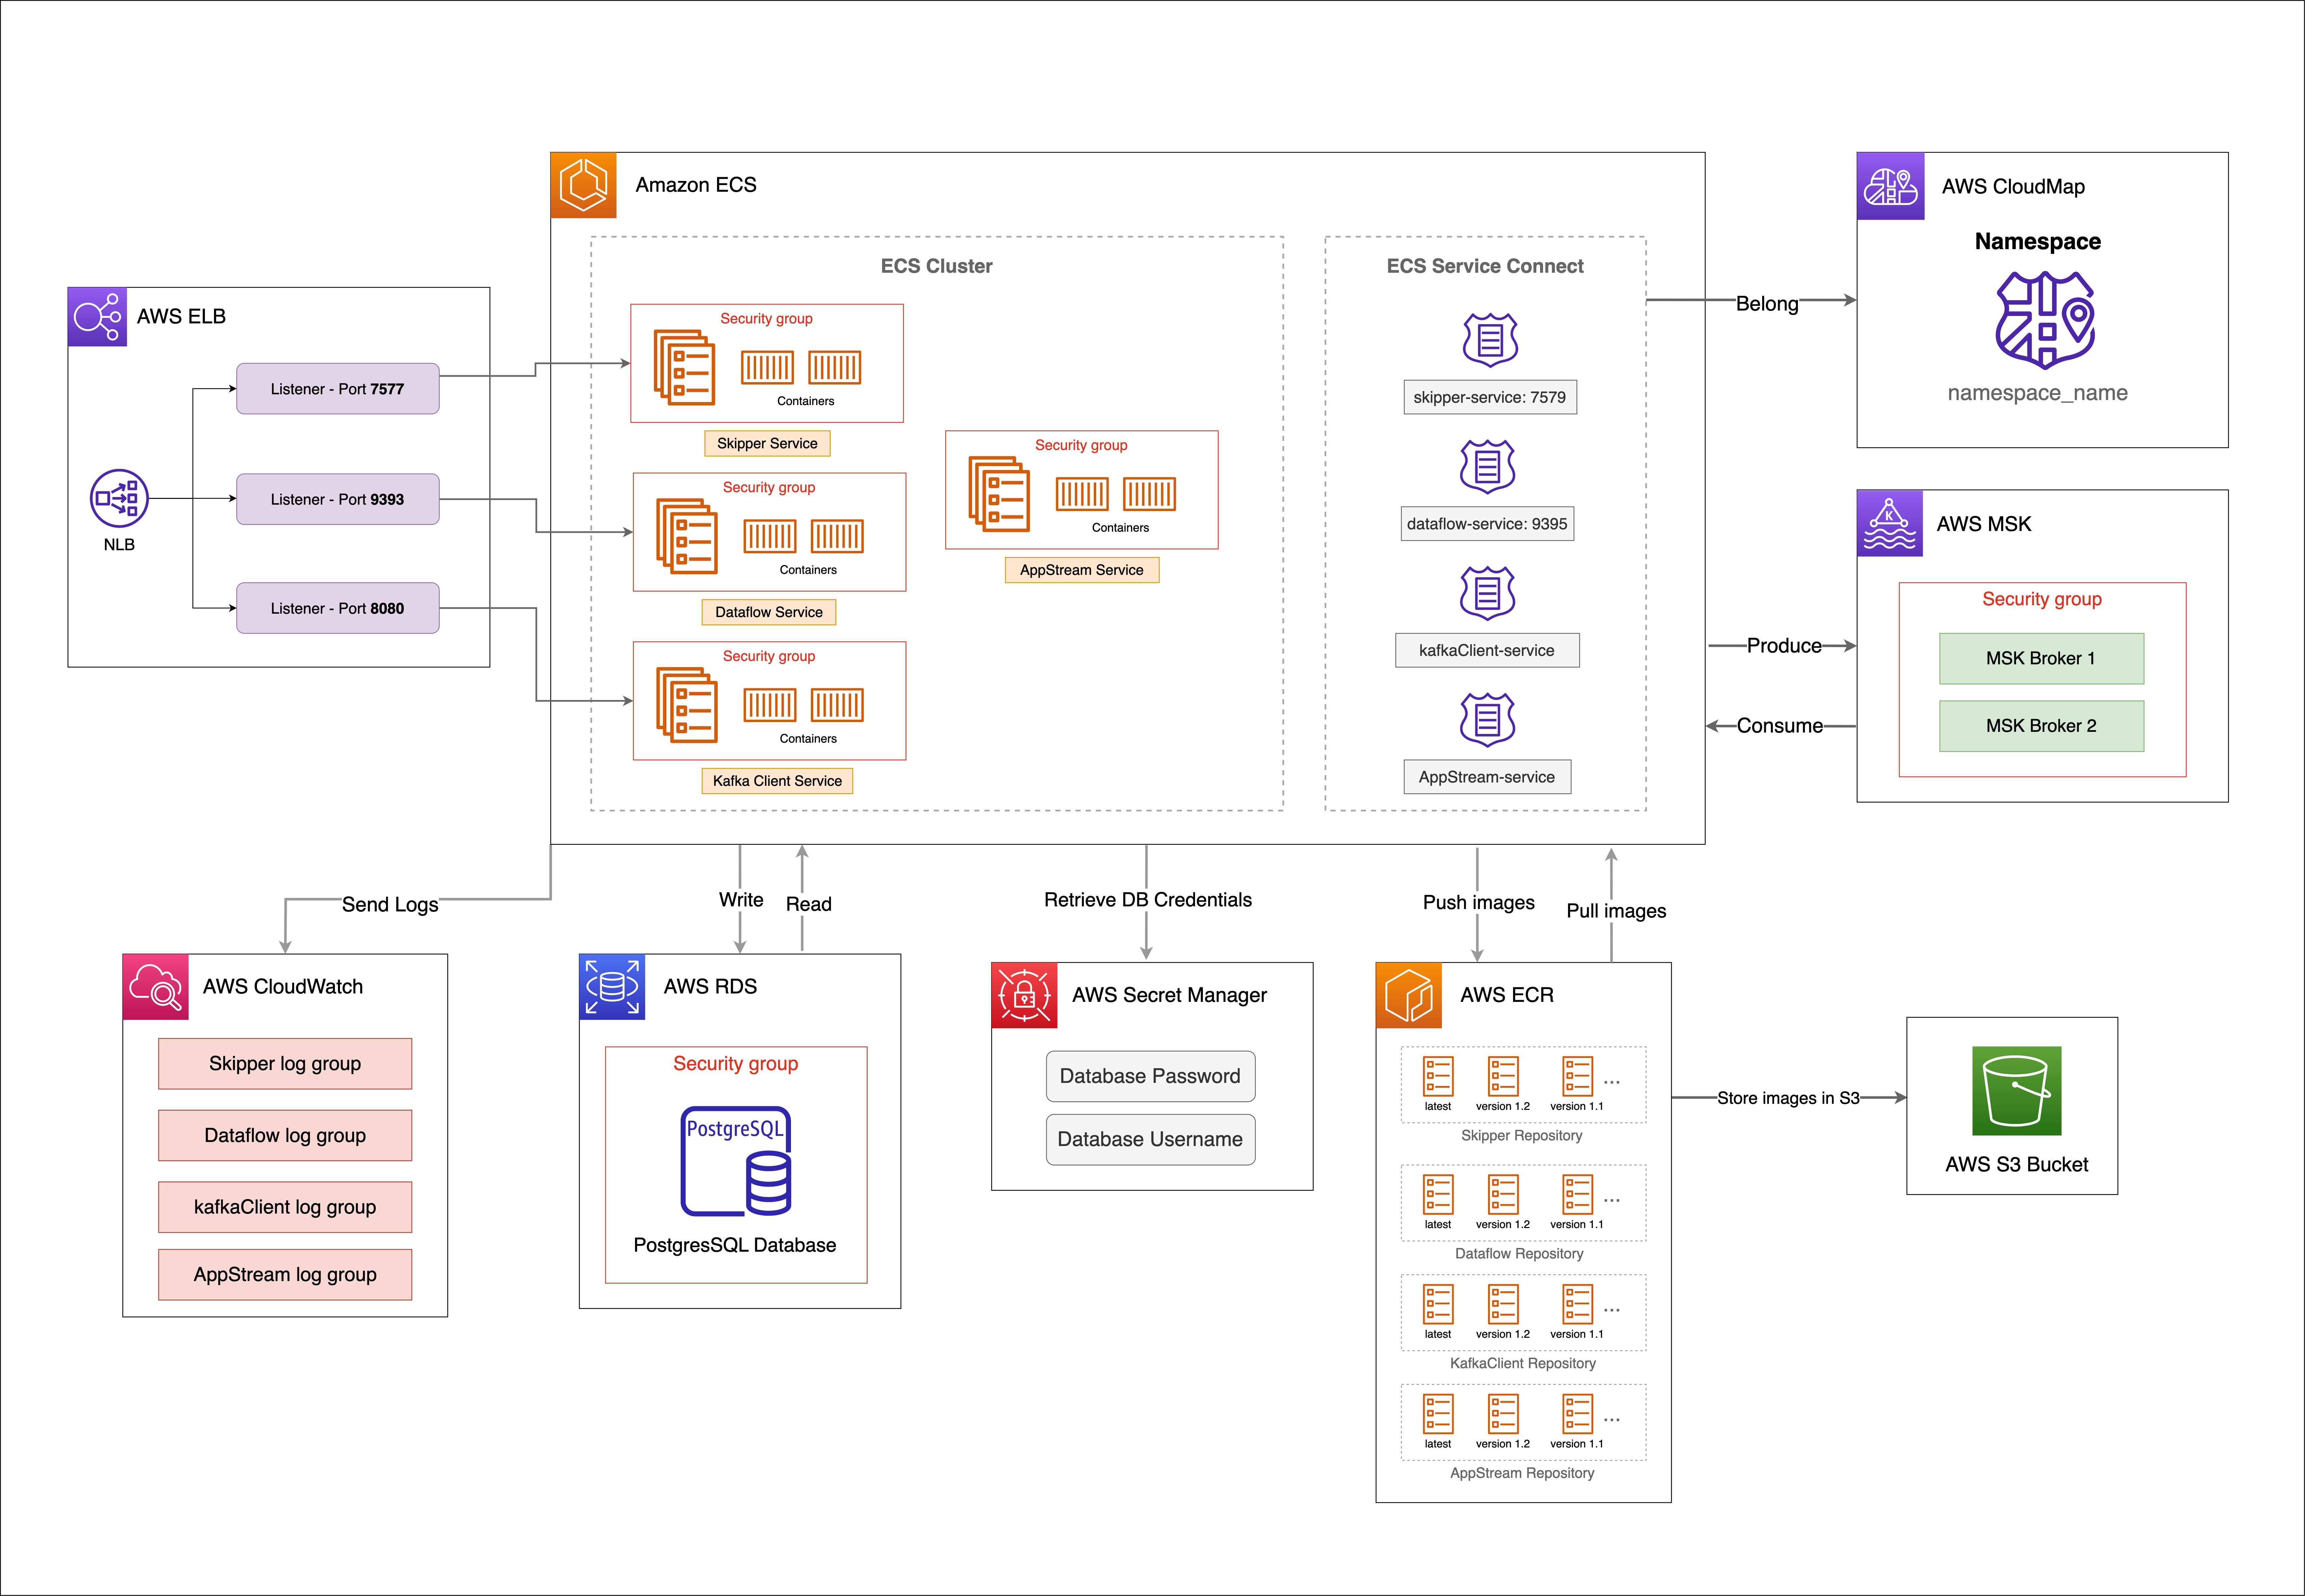 Amazon ECS
AWS CloudMap
Namespace
namespace_name
ECS Cluster
ECS Service Connect
AWS ELB
Listener - Port 7577
Listener - Port 9393
Listener - Port 8080
NLB
Security group
Containers
Skipper Service
Security group
Containers
Dataflow Service
Security group
Containers
Kafka Client Service
Security group
Containers
AppStream Service
skipper-service: 7579
dataflow-service: 9395
kafkaClient-service
AppStream-service
Belong
Produce
Consume
AWS MSK
K
Security group
MSK Broker 1
MSK Broker 2
Send Logs
Write
Read
Retrieve DB Credentials
Push images
Pull images
AWS CloudWatch
Skipper log group
Dataflow log group
kafkaClient log group
AppStream log group
AWS RDS
Security group
PostgreSQL
PostgresSQL Database
AWS Secret Manager
Database Password
Database Username
AWS ECR
latest version 1.2 version 1.1 ...
Skipper Repository
latest version 1.2 version 1.1 ...
Dataflow Repository
latest version 1.2 version 1.1 ...
KafkaClient Repository
latest version 1.2 version 1.1 ...
AppStream Repository
Store images in S3
AWS S3 Bucket